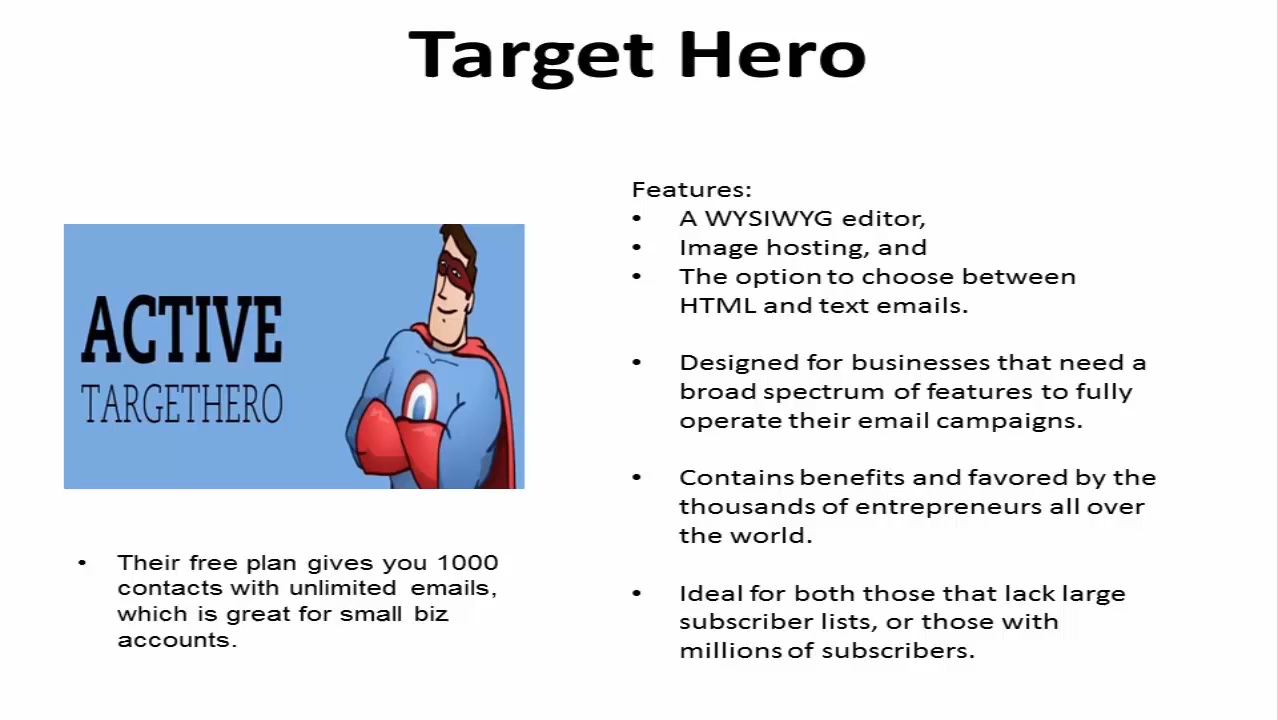 Target Hero
ACTIVE
TARGETHERO
• Their free plan gives you 1000
contacts with unlimited emails,
which is great for small biz
accounts.
Features:
• A WYSIWYG editor,
• Image hosting, and
• The option to choose between
HTML and text emails.
• Designed for businesses that need a
broad spectrum of features to fully
operate their email campaigns.
• Contains benefits and favored by the
thousands of entrepreneurs all over
the world.
• Ideal for both those that lack large
subscriber lists, or those with
millions of subscribers.